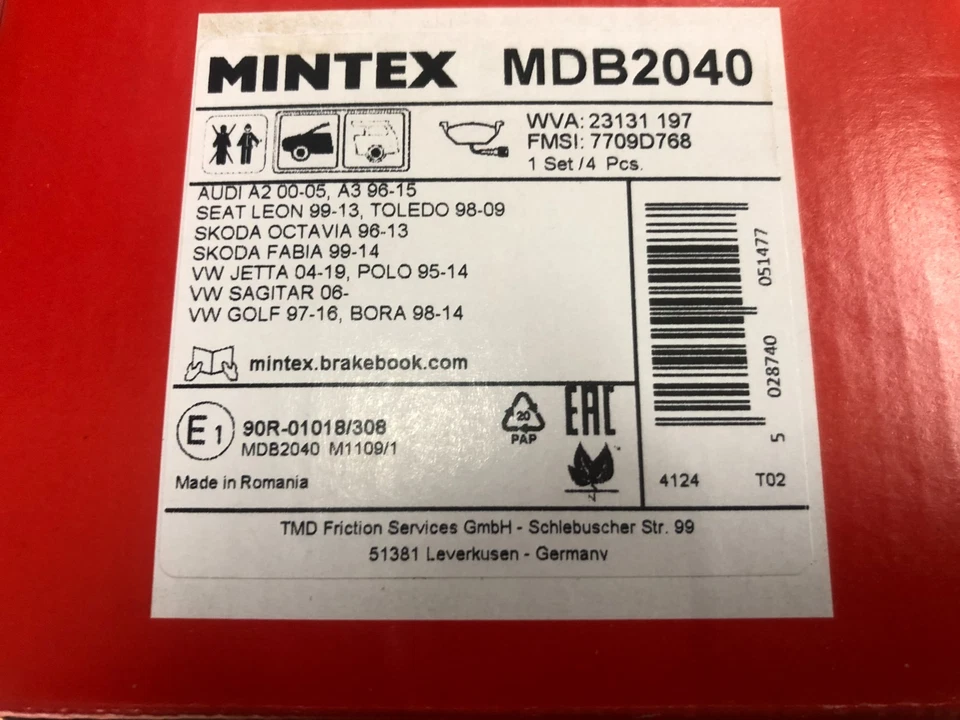 MINTEX MDB2040
WVA: 23131 197
FMSI: 7709D768
1 Set/4 Pcs.
AUDI A2 00-05, A3 96-15
SEAT LEON 99-13, TOLEDO 98-09
SKODA OCTAVIA 96-13
SKODA FABIA 99-14
VW JETTA 04-19, POLO 95-14
VW SAGITAR 06-
VW GOLF 97-16, BORA 98-14
mintex.brakebook.com
5 028740 051477
E1 90R-01018/308
MDB2040 M1109/1
20
PAP
EAC
Made in Romania
4124 T02
TMD Friction Services GmbH - Schlebuscher Str. 99
51381 Leverkusen - Germany